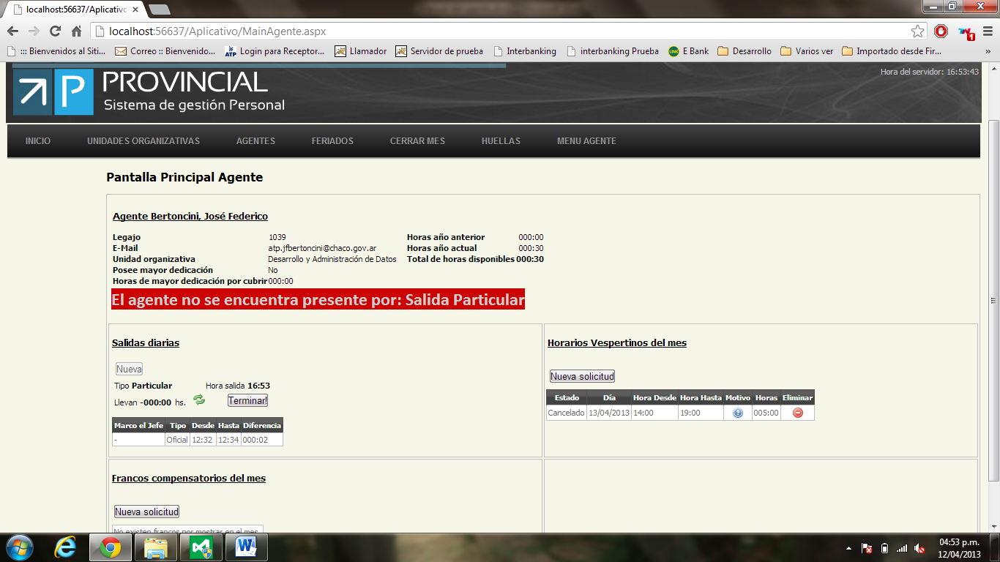 localhost:56637/Aplicativo
localhost:56637/Aplicativo/MainAgente.aspx
::: Bienvenidos al Siti... Correo :: Bienvenido... ATP Login para Receptor... Llamador Servidor de prueba Interbanking interbanking Prueba LINK E Bank Desarrollo Varios ver Importado desde Fir... »
P PROVINCIAL
Sistema de gestión Personal
Hora del servidor: 16:53:43
INICIO UNIDADES ORGANIZATIVAS AGENTES FERIADOS CERRAR MES HUELLAS MENU AGENTE
Pantalla Principal Agente
Agente Bertoncini, José Federico
Legajo 1039 Horas año anterior 000:00
E-Mail atp.jfbertoncini@chaco.gov.ar Horas año actual 000:30
Unidad organizativa Desarrollo y Administración de Datos Total de horas disponibles 000:30
Posee mayor dedicación No
Horas de mayor dedicación por cubrir 000:00
El agente no se encuentra presente por: Salida Particular
Salidas diarias
Nueva
Tipo Particular Hora salida 16:53
Llevan -000:00 hs. Terminar!
Marco el Jefe Tipo Desde Hasta Diferencia
- Oficial 12:32 12:34 000:02
Horarios Vespertinos del mes
Nueva solicitud
Estado Día Hora Desde Hora Hasta Motivo Horas Eliminar
Cancelado 13/04/2013 14:00 19:00 005:00
Francos compensatorios del mes
Nueva solicitud
No existen francos por mostrar en el mes
04:53 p.m.
12/04/2013